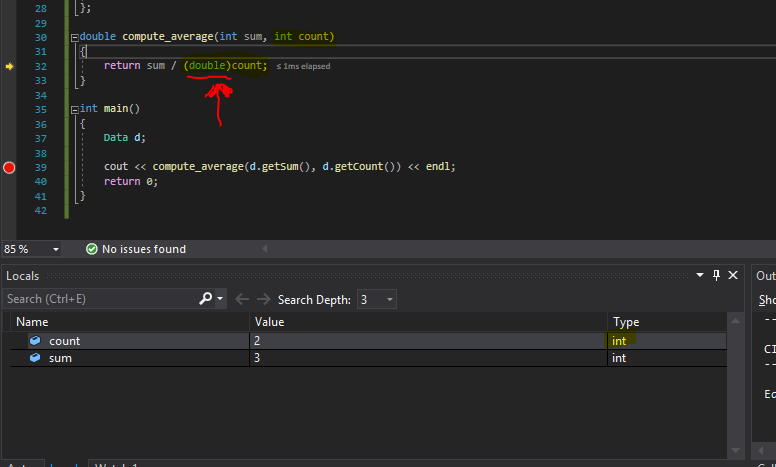 28 };
29
30 double compute_average(int sum, int count)
31 {
32 return sum / (double)count; ≤ 1ms elapsed
33 }
34
35 int main()
36 {
37 Data d;
38
39 cout << compute_average(d.getSum(), d.getCount()) << endl;
40 return 0;
41 }
42
85 % No issues found
Locals Out
Search (Ctrl+E) Search Depth: 3 Sho
Name Value Type --
count 2 int CI
sum 3 int --